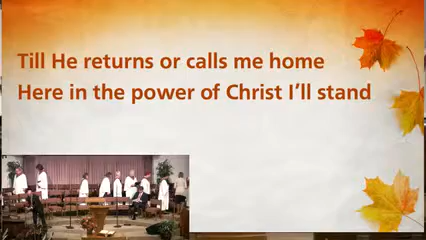 Till He returns or calls me home
Here in the power of Christ I’ll stand